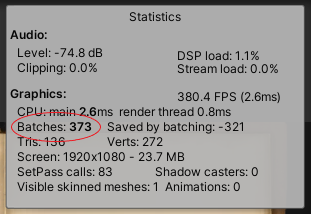 Statistics
Audio:
Level: -74.8 dB DSP load: 1.1%
Clipping: 0.0% Stream load: 0.0%
Graphics: 380.4 FPS (2.6ms)
CPU: main 2.6ms render thread 0.8ms
Batches: 373 Saved by batching: -321
Tris: 136 Verts: 272
Screen: 1920x1080 - 23.7 MB
SetPass calls: 83 Shadow casters: 0
Visible skinned meshes: 1 Animations: 0